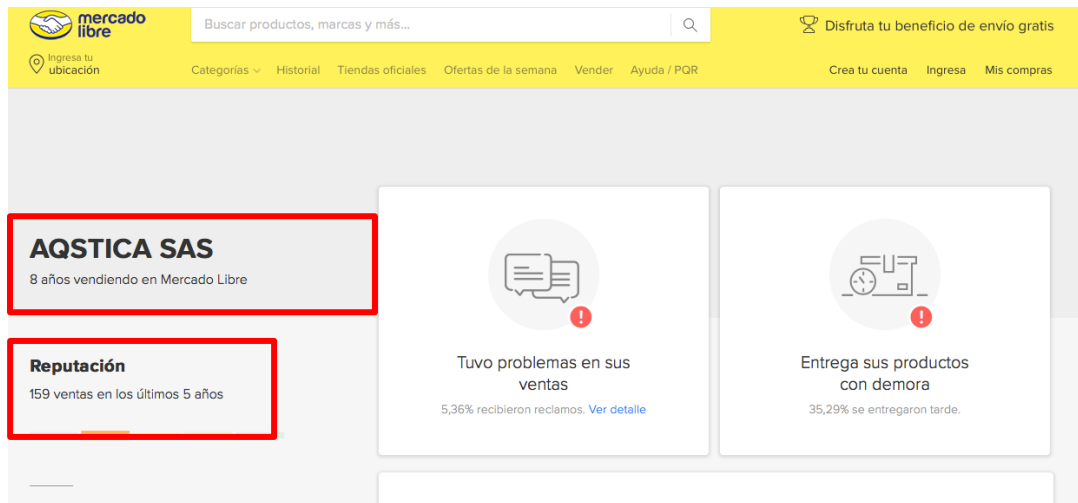 mercado
libre
Buscar productos, marcas y más...
Disfruta tu beneficio de envío gratis
Ingresa tu
ubicación
Categorías
Historial
Tiendas oficiales
Ofertas de la semana
Vender
Ayuda / PQR
Crea tu cuenta
Ingresa
Mis compras
AQSTICA SAS
8 años vendiendo en Mercado Libre
Reputación
159 ventas en los últimos 5 años
Tuvo problemas en sus
ventas
5,36% recibieron reclamos. Ver detalle
Entrega sus productos
con demora
35,29% se entregaron tarde.